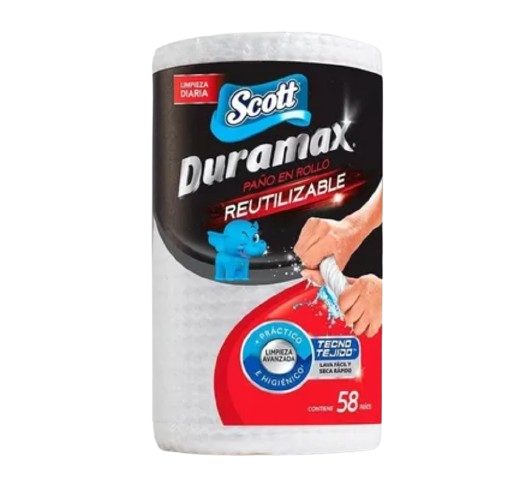 LIMPIEZA
DIARIA
Scott
Duramax
PAÑO EN ROLLO
REUTILIZABLE
+ PRÁCTICO
LIMPIEZA
AVANZADA
E HIGIÉNICO
TECNO
TEJIDO
LAVA FÁCIL Y
SECA RÁPIDO
CONTIENE 58